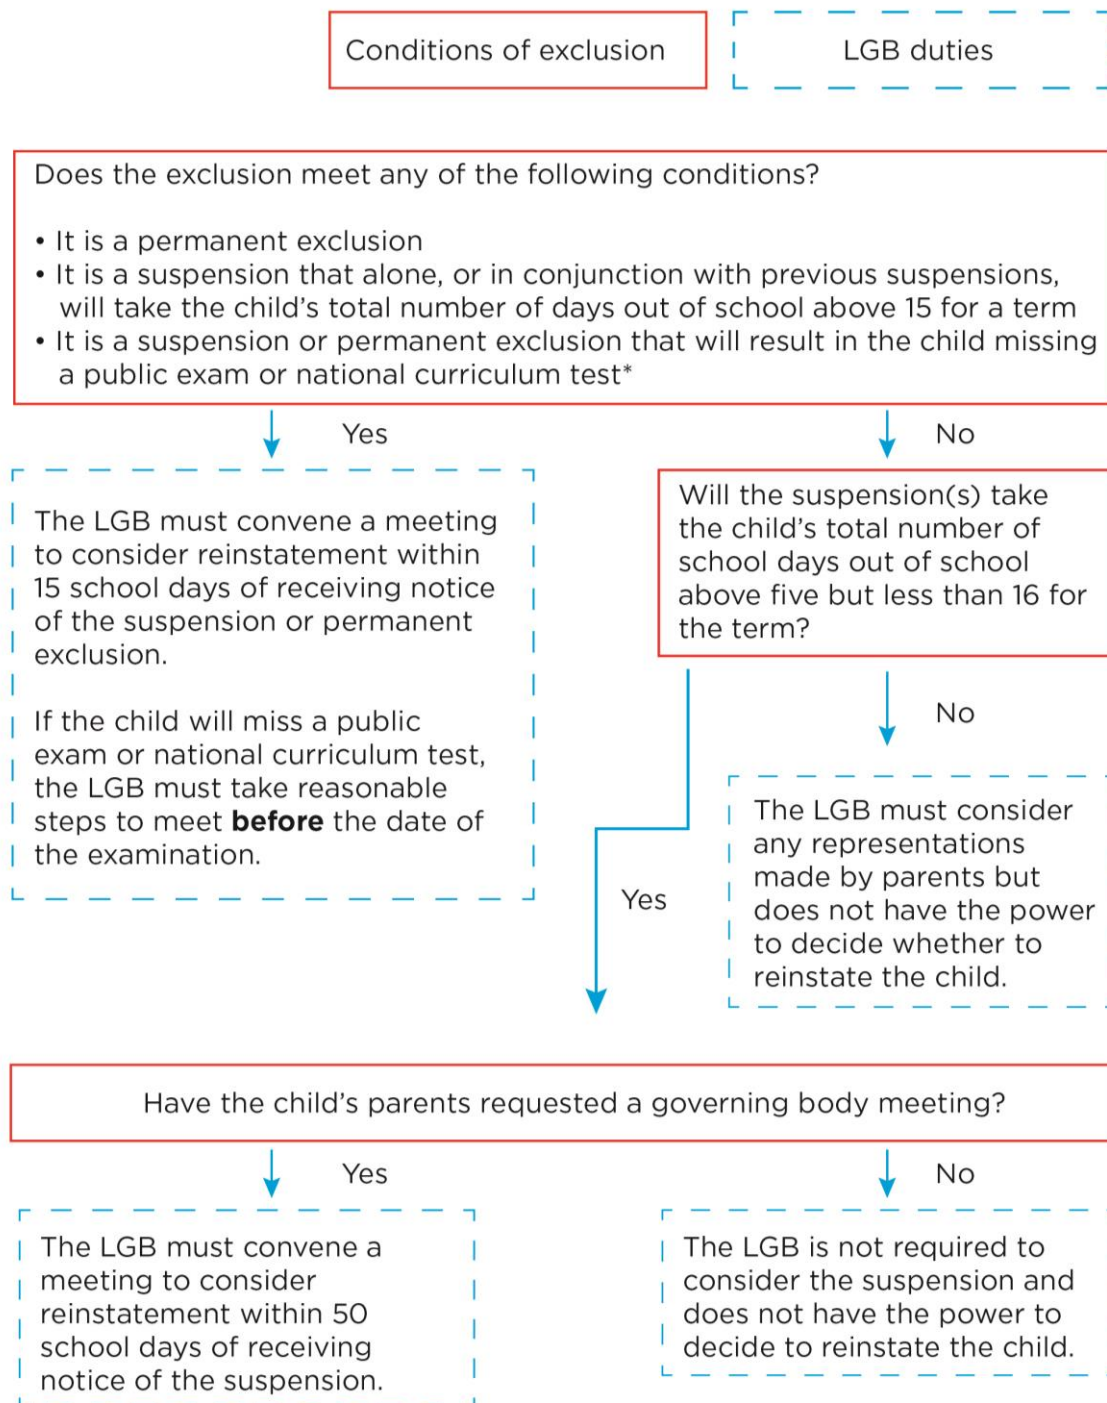 Conditions of exclusion
LGB duties
Does the exclusion meet any of the following conditions?
• It is a permanent exclusion
• It is a suspension that alone, or in conjunction with previous suspensions,
will take the child’s total number of days out of school above 15 for a term
• It is a suspension or permanent exclusion that will result in the child missing
a public exam or national curriculum test*
Yes
No
The LGB must convene a meeting
to consider reinstatement within
15 school days of receiving notice
of the suspension or permanent
exclusion.
If the child will miss a public
exam or national curriculum test,
the LGB must take reasonable
steps to meet before the date of
the examination.
Will the suspension(s) take
the child’s total number of
school days out of school
above five but less than 16 for
the term?
No
Yes
The LGB must consider
any representations
made by parents but
does not have the power
to decide whether to
reinstate the child.
Have the child’s parents requested a governing body meeting?
Yes
No
The LGB must convene a
meeting to consider
reinstatement within 50
school days of receiving
notice of the suspension.
The LGB is not required to
consider the suspension and
does not have the power to
decide to reinstate the child.